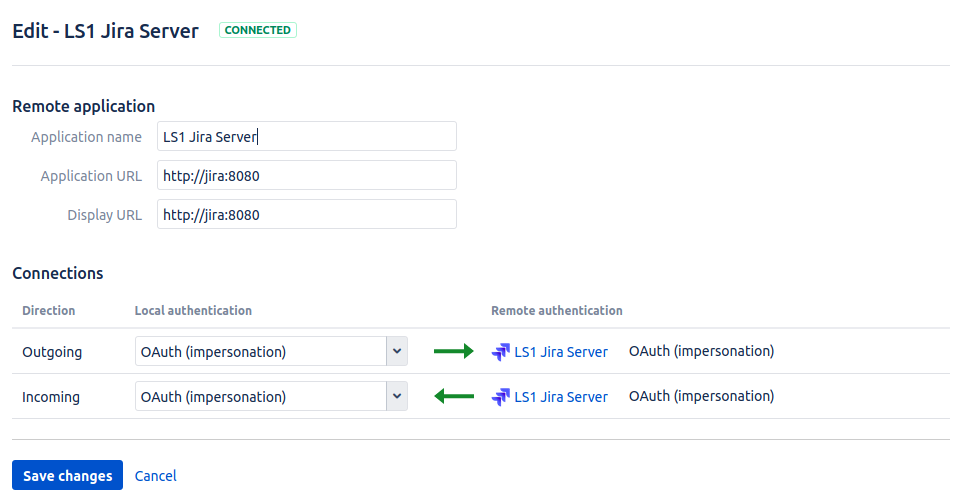 Edit - LS1 Jira Server CONNECTED
Remote application
Application name LS1 Jira Server
Application URL http://jira:8080
Display URL http://jira:8080
Connections
Direction Local authentication Remote authentication
Outgoing OAuth (impersonation) LS1 Jira Server OAuth (impersonation)
Incoming OAuth (impersonation) LS1 Jira Server OAuth (impersonation)
Save changes Cancel